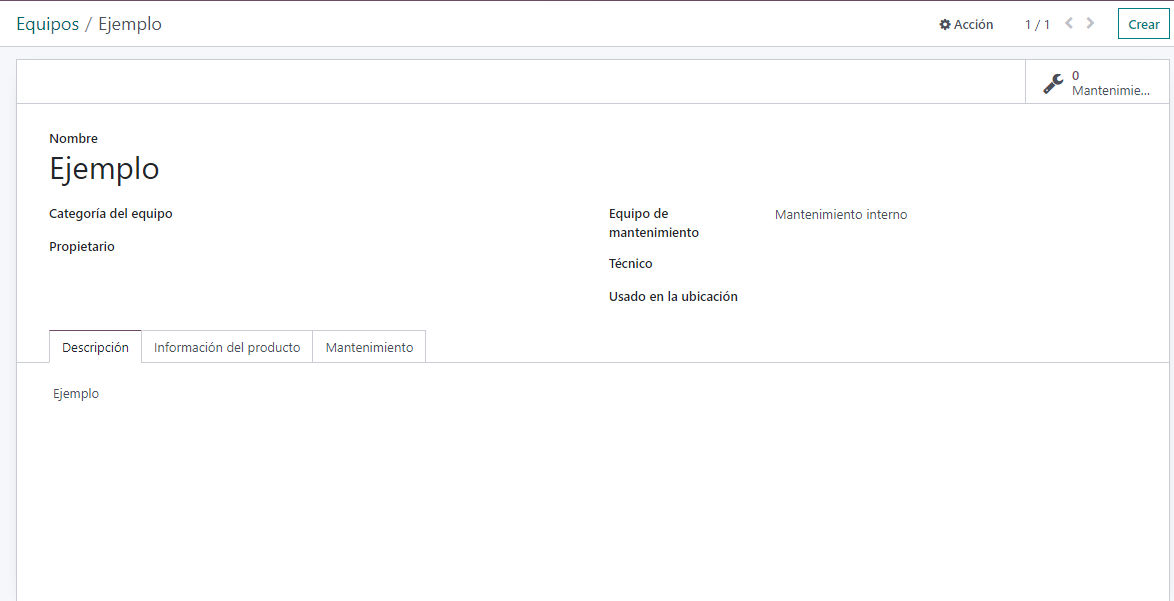 Equipos / Ejemplo
Acción
1 / 1
Crear
0
Mantenimie...
Nombre
Ejemplo
Categoría del equipo
Propietario
Equipo de
mantenimiento
Mantenimiento interno
Técnico
Usado en la ubicación
Descripción
Información del producto
Mantenimiento
Ejemplo